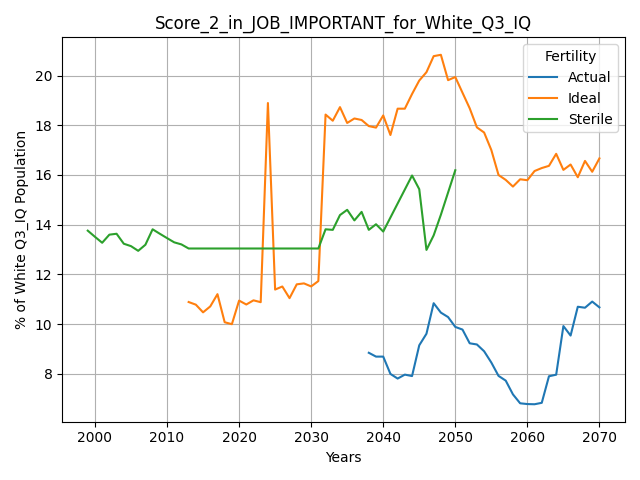 Score_2_in_JOB_IMPORTANT_for_White_Q3_IQ
Fertility
Actual
Ideal
Sterile
% of White Q3_IQ Population
20
18
16
14
12
10
8
2000 2010 2020 2030 2040 2050 2060 2070
Years